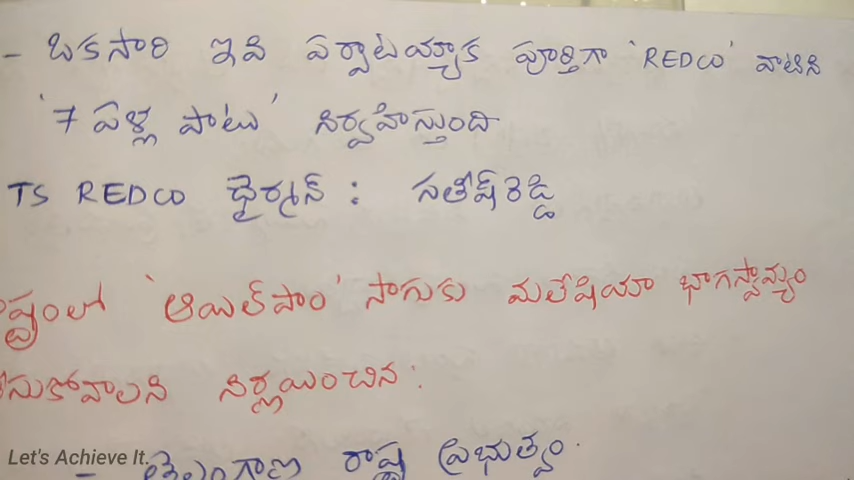 - ఒకసారి ఇవి ఏర్పాటయ్యాక పూర్తిగా 'REDCO' వాటిని
'7 ఏళ్ల పాటు' నిర్వహిస్తుంది
TS REDCO ఛైర్మన్ : సతీష్ రెడ్డి
ష్ట్రంలో 'ఆయిల్ పాం' సాగుకు మలేషియా భాగస్వామ్యం
నుకోవాలని నిర్ణయించిన :
- తెలంగాణ రాష్ట్ర ప్రభుత్వం
Let's Achieve It.